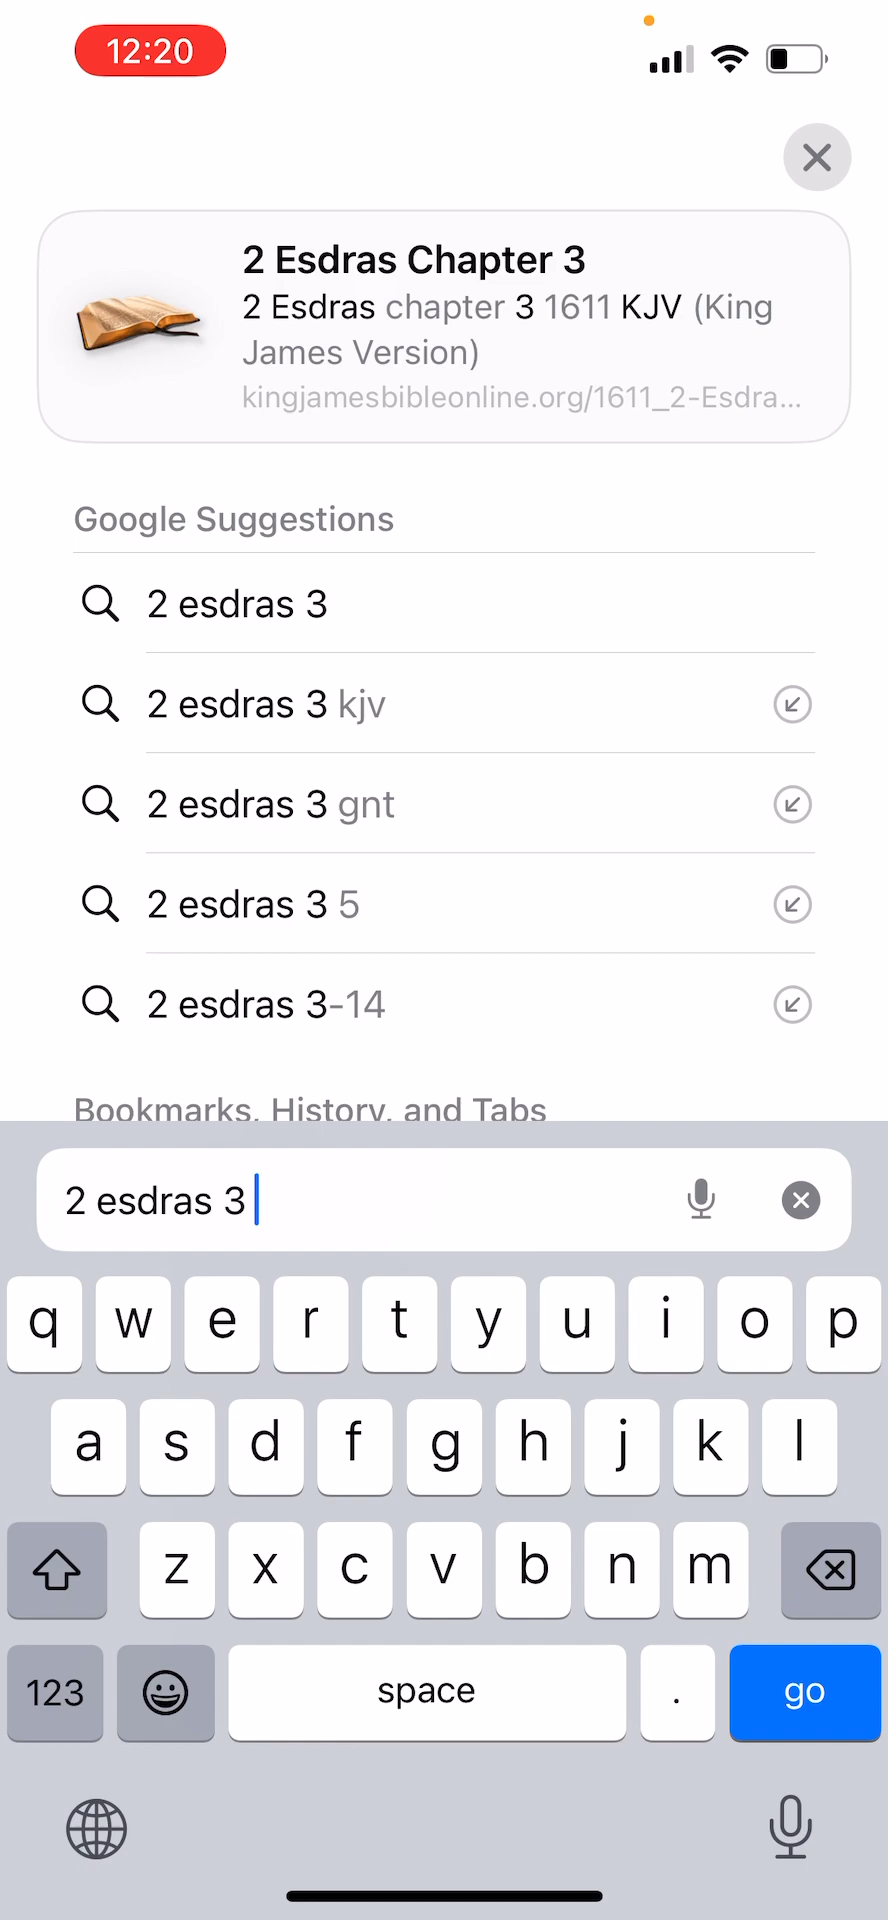 12:20
2 Esdras Chapter 3
2 Esdras chapter 3 1611 KJV (King
James Version)
kingjamesbibleonline.org/1611_2-Esdra...
Google Suggestions
2 esdras 3
2 esdras 3 kjv
2 esdras 3 gnt
2 esdras 3 5
2 esdras 3-14
Bookmarks, History, and Tabs
2 esdras 3
q w e r t y u i o p
a s d f g h j k l
z x c v b n m
123 space . go